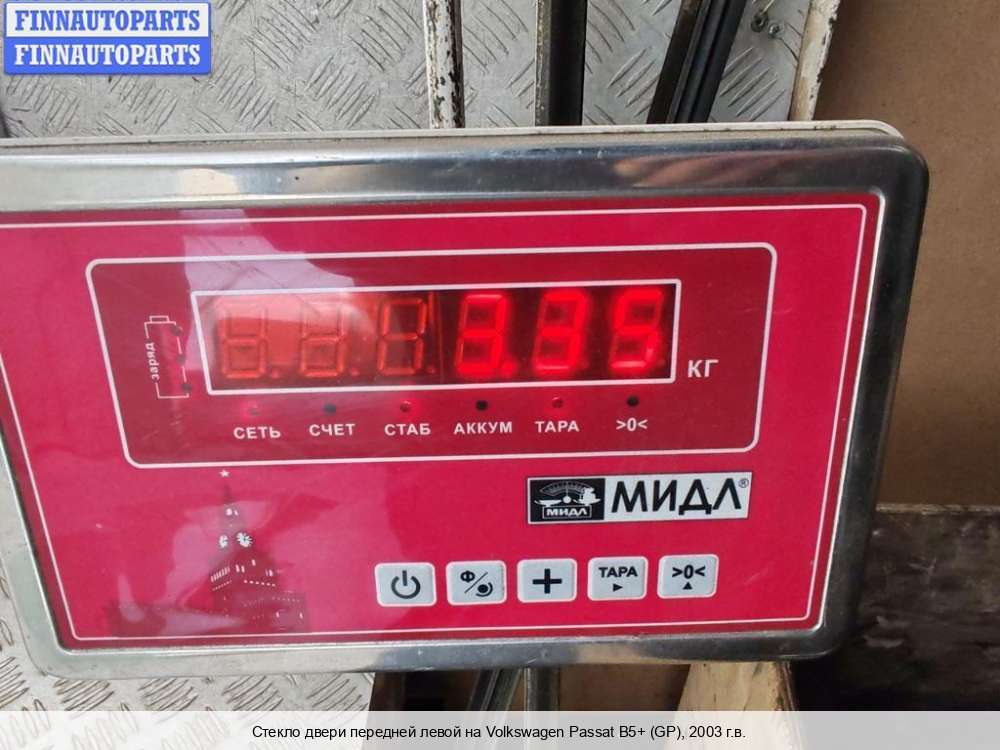 FINNAUTOPARTS
FINNAUTOPARTS
заряд
3.35
КГ
СЕТЬ СЧЕТ СТАБ АККУМ ТАРА >0<
МИДЛ МИДЛ®
Ф ТАРА >0<
Стекло двери передней левой на Volkswagen Passat B5+ (GP), 2003 г.в.